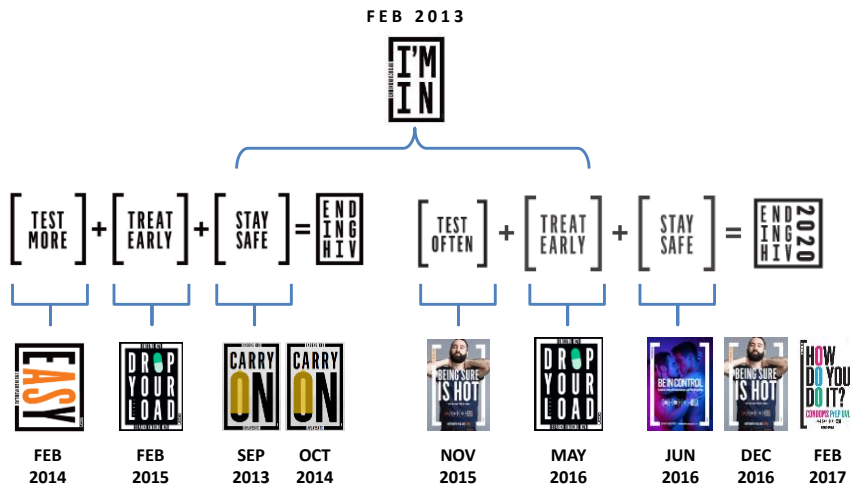 FEB 2013
I'M
IN
[TEST
MORE] + [TREAT
EARLY] + [STAY
SAFE] = END
ING
HIV
[TEST
OFTEN] + [TREAT
EARLY] + [STAY
SAFE] = END
ING
HIV
2020
EASY
DROP
YOUR
LOAD
CARRY
ON
CARRY
ON
BEING SURE
IS HOT
DROP
YOUR
LOAD
BE IN CONTROL
BEING SURE
IS HOT
HOW
DO YOU
DO IT?
CONDOMS PREP UVL
FEB
2014
FEB
2015
SEP
2013
OCT
2014
NOV
2015
MAY
2016
JUN
2016
DEC
2016
FEB
2017